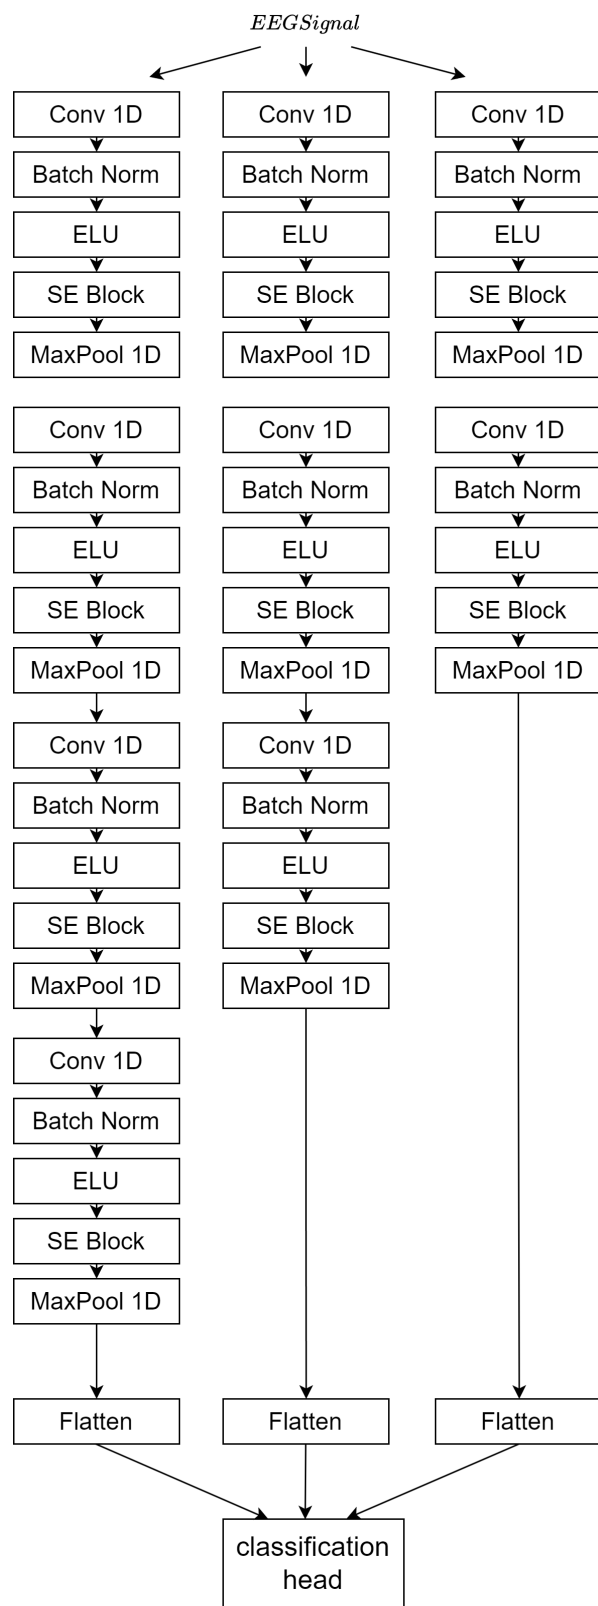 EEGSignal
Conv 1D Conv 1D Conv 1D
Batch Norm Batch Norm Batch Norm
ELU ELU ELU
SE Block SE Block SE Block
MaxPool 1D MaxPool 1D MaxPool 1D
Conv 1D Conv 1D Conv 1D
Batch Norm Batch Norm Batch Norm
ELU ELU ELU
SE Block SE Block SE Block
MaxPool 1D MaxPool 1D MaxPool 1D
Conv 1D Conv 1D
Batch Norm Batch Norm
ELU ELU
SE Block SE Block
MaxPool 1D MaxPool 1D
Conv 1D
Batch Norm
ELU
SE Block
MaxPool 1D
Flatten Flatten Flatten
classification
head